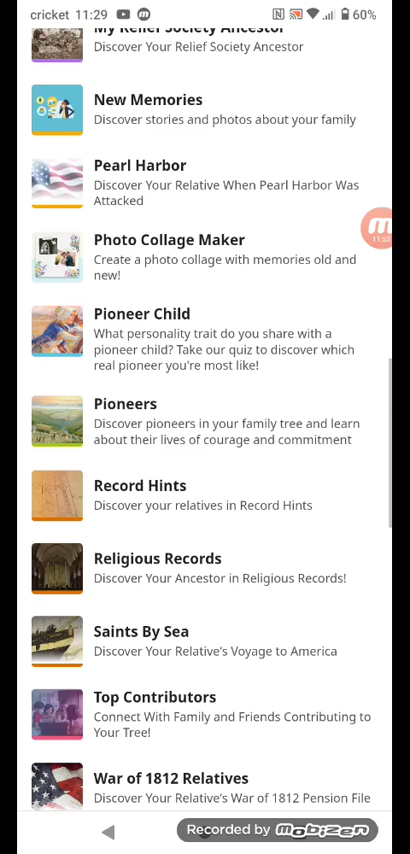 cricket 11:29
60%
My Relief Society Ancestor
Discover Your Relief Society Ancestor
New Memories
Discover stories and photos about your family
Pearl Harbor
Discover Your Relative When Pearl Harbor Was
Attacked
11:53
Photo Collage Maker
Create a photo collage with memories old and
new!
Pioneer Child
What personality trait do you share with a
pioneer child? Take our quiz to discover which
real pioneer you're most like!
Pioneers
Discover pioneers in your family tree and learn
about their lives of courage and commitment
Record Hints
Discover your relatives in Record Hints
Religious Records
Discover Your Ancestor in Religious Records!
Saints By Sea
Discover Your Relative's Voyage to America
Top Contributors
Connect With Family and Friends Contributing to
Your Tree!
War of 1812 Relatives
Discover Your Relative's War of 1812 Pension File
Recorded by mobizen